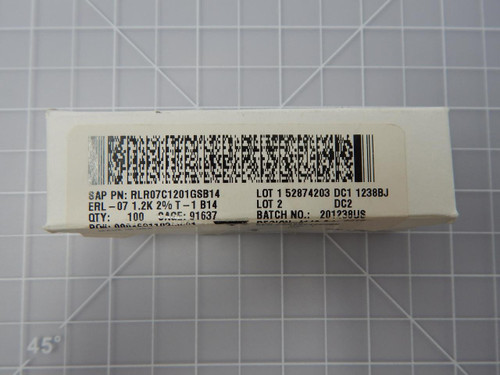 SAP PN: RLR07C1201GSB14 LOT 1 52874203 DC1 1238BJ
ERL-07 1.2K 2% T-1 B14 LOT 2 DC2
QTY: 100 CAGE: 91637 BATCH NO.: 201238US
45°